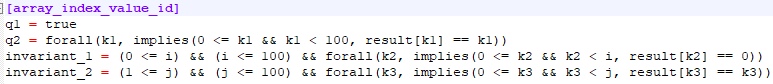 [array_index_value_id]
q1 = true
q2 = forall(k1, implies(0 <= k1 && k1 < 100, result[k1] == k1))
invariant_1 = (0 <= i) && (i <= 100) && forall(k2, implies(0 <= k2 && k2 < i, result[k2] == 0))
invariant_2 = (1 <= j) && (j <= 100) && forall(k3, implies(0 <= k3 && k3 < j, result[k3] == k3))